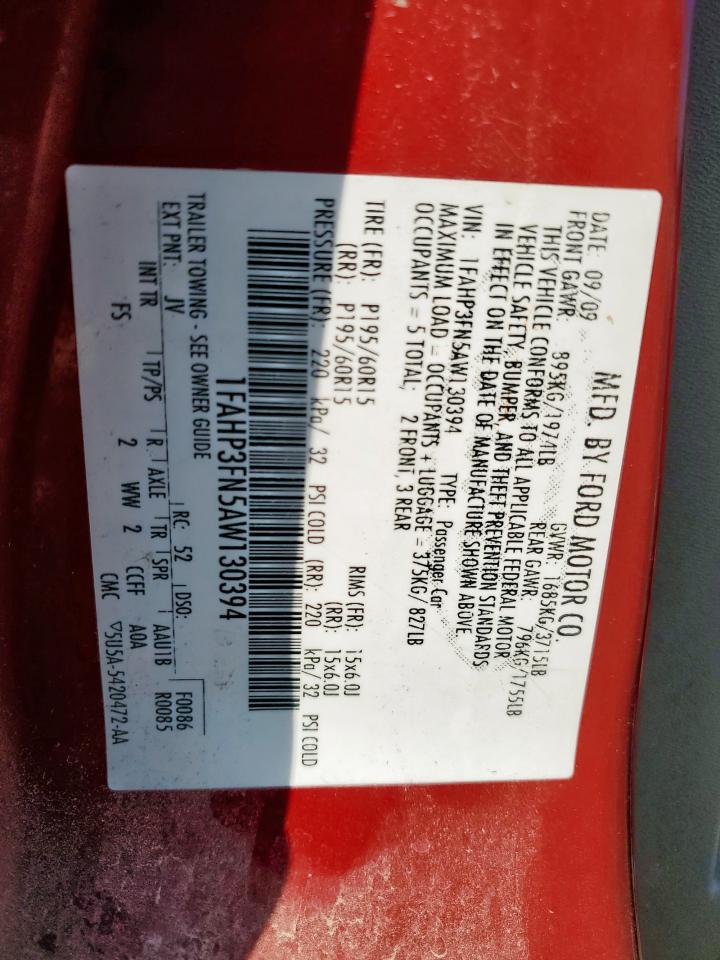 MFD. BY FORD MOTOR CO.
DATE: 09/09 GVWR: 1685KG/3715LB
FRONT GAWR: 895KG/1974LB REAR GAWR: 796KG/1755LB
THIS VEHICLE CONFORMS TO ALL APPLICABLE FEDERAL MOTOR
VEHICLE SAFETY, BUMPER, AND THEFT PREVENTION STANDARDS
IN EFFECT ON THE DATE OF MANUFACTURE SHOWN ABOVE.
VIN: 1FAHP3FN5AW130394 TYPE: Passenger Car
MAXIMUM LOAD = OCCUPANTS + LUGGAGE = 375KG / 827LB
OCCUPANTS = 5 TOTAL, 2 FRONT, 3 REAR
TIRE (FR): P195/60R15 RIMS (FR): 15x6.0J
(RR): P195/60R15 (RR): 15x6.0J
PRESSURE (FR): 220 kPa/ 32 PSI COLD (RR): 220 kPa/ 32 PSI COLD
1FAHP3FN5AW130394
TRAILER TOWING - SEE OWNER GUIDE F0086
EXT PNT: JV RC: 52 DSO: R0085
INT TR TP/PS R AXLE TR SPR AAU1B
FS 2 2 WW 2 CCFF A0A
CMC ▽5U5A-5420472-AA